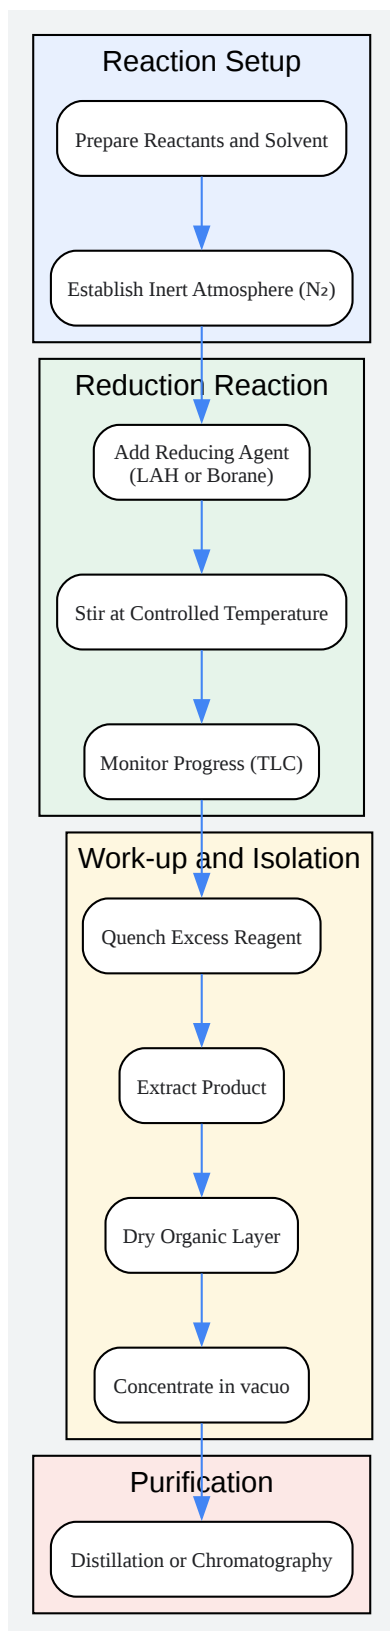 Reaction Setup
Prepare Reactants and Solvent
Establish Inert Atmosphere (N₂)
Reduction Reaction
Add Reducing Agent
(LAH or Borane)
Stir at Controlled Temperature
Monitor Progress (TLC)
Work-up and Isolation
Quench Excess Reagent
Extract Product
Dry Organic Layer
Concentrate in vacuo
Purification
Distillation or Chromatography